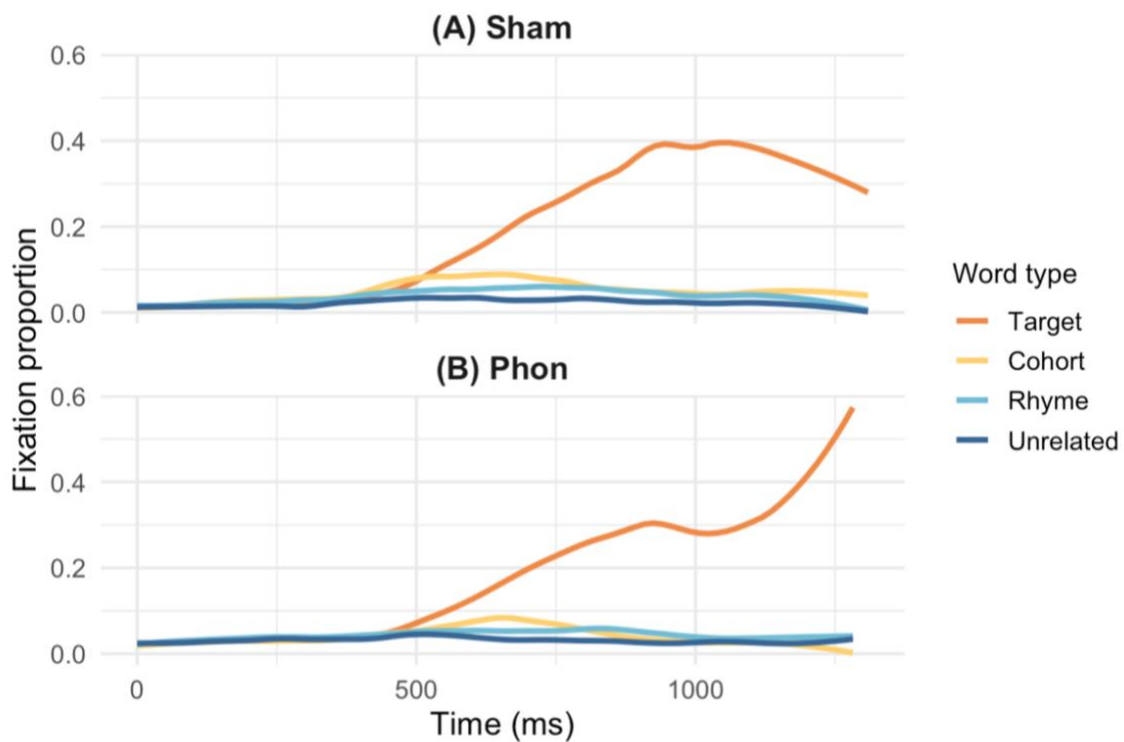 (A) Sham
0.6
0.4
0.2
0.0
Fixation proportion
(B) Phon
0.6
0.4
0.2
0.0
0 500 1000
Time (ms)
Word type
Target
Cohort
Rhyme
Unrelated